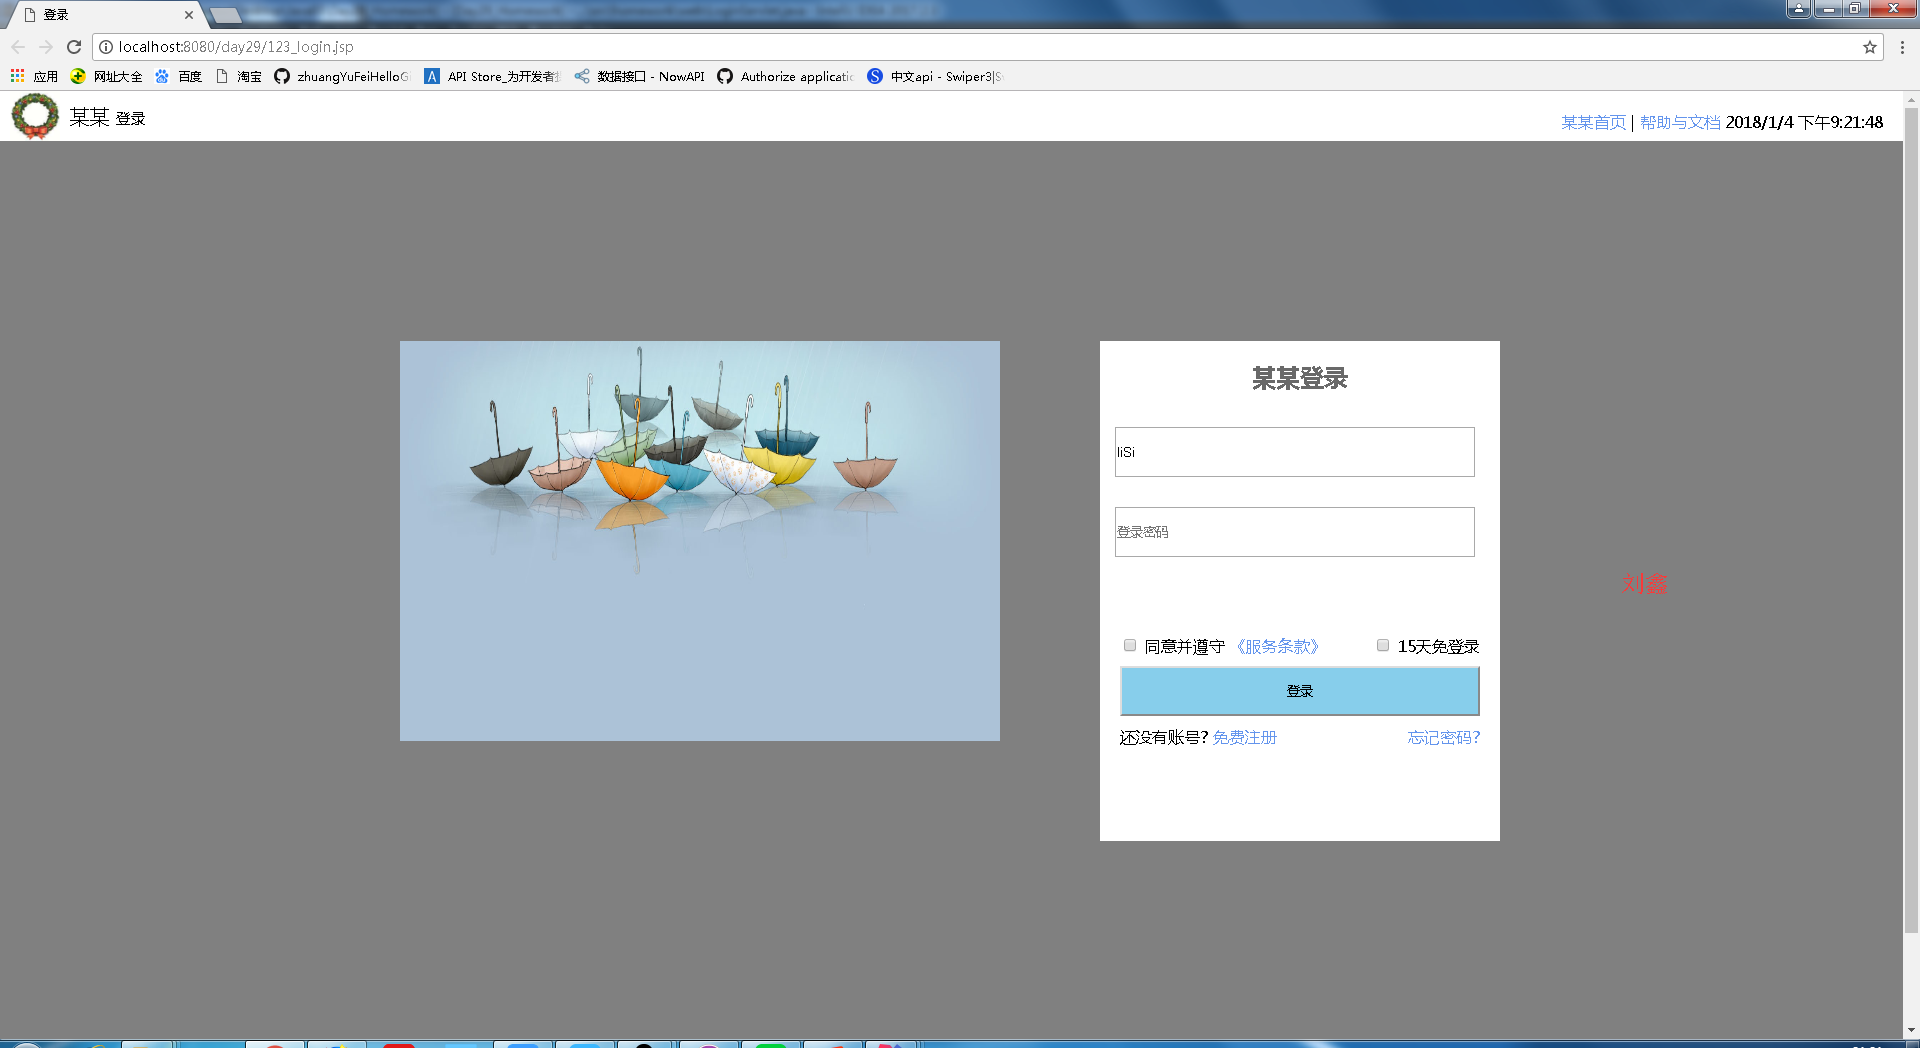 登录
localhost:8080/day29/123_login.jsp
应用 网址大全 百度 淘宝 zhuangYuFeiHelloG API Store_为开发者 数据接口 - NowAPI Authorize applicatic 中文api - Swiper3|S
某某 登录
某某首页 | 帮助与文档 2018/1/4 下午9:21:48
某某登录
liSi
登录密码
刘鑫
同意并遵守 《服务条款》 15天免登录
登录
还没有账号? 免费注册 忘记密码?